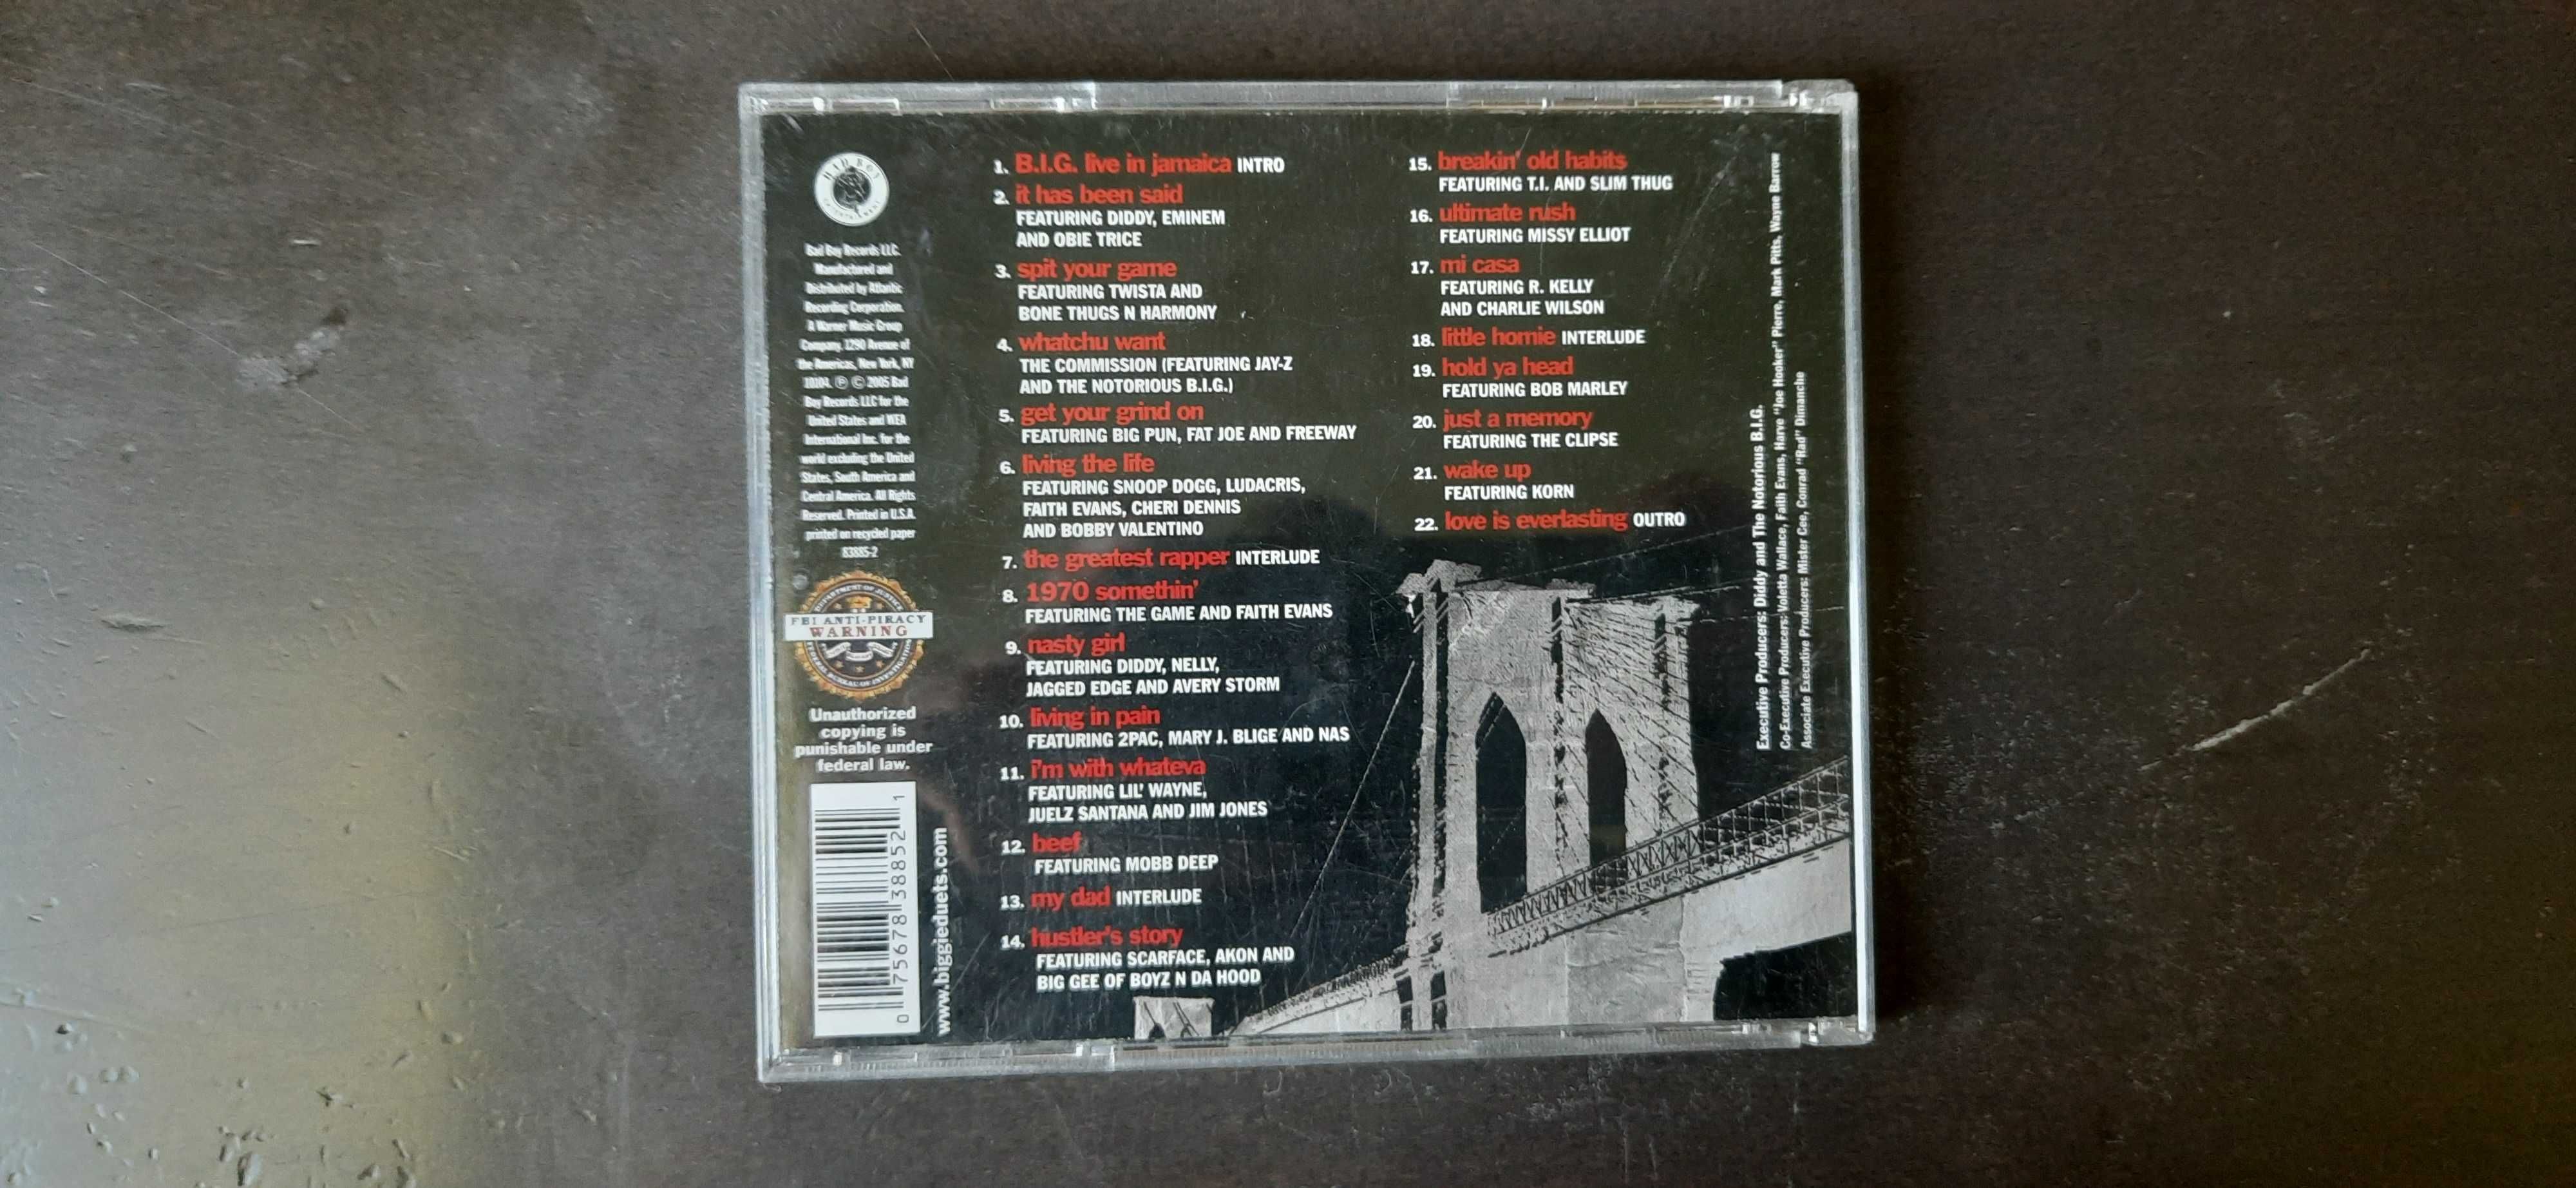 BAD BOY
ENTERTAINMENT
Bad Boy Records LLC.
Manufactured and
Distributed by Atlantic
Recording Corporation.
A Warner Music Group
Company, 1290 Avenue of
the Americas, New York, NY
10104. Ⓟ © 2005 Bad
Boy Records LLC for the
United States and WEA
International Inc. for the
world excluding the United
States, South America and
Central America. All Rights
Reserved. Printed in U.S.A.
printed on recycled paper
83885-2
DEPARTMENT OF JUSTICE
FBI ANTI-PIRACY
WARNING
FEDERAL BUREAU OF INVESTIGATION
Unauthorized
copying is
punishable under
federal law.
0 75678 38852 1
www.biggieduets.com
1. B.I.G. live in jamaica INTRO
2. it has been said
FEATURING DIDDY, EMINEM
AND OBIE TRICE
3. spit your game
FEATURING TWISTA AND
BONE THUGS N HARMONY
4. whatchu want
THE COMMISSION (FEATURING JAY-Z
AND THE NOTORIOUS B.I.G.)
5. get your grind on
FEATURING BIG PUN, FAT JOE AND FREEWAY
6. living the life
FEATURING SNOOP DOGG, LUDACRIS,
FAITH EVANS, CHERI DENNIS
AND BOBBY VALENTINO
7. the greatest rapper INTERLUDE
8. 1970 somethin'
FEATURING THE GAME AND FAITH EVANS
9. nasty girl
FEATURING DIDDY, NELLY,
JAGGED EDGE AND AVERY STORM
10. living in pain
FEATURING 2PAC, MARY J. BLIGE AND NAS
11. i'm with whateva
FEATURING LIL' WAYNE,
JUELZ SANTANA AND JIM JONES
12. beef
FEATURING MOBB DEEP
13. my dad INTERLUDE
14. hustler's story
FEATURING SCARFACE, AKON AND
BIG GEE OF BOYZ N DA HOOD
15. breakin' old habits
FEATURING T.I. AND SLIM THUG
16. ultimate rush
FEATURING MISSY ELLIOT
17. mi casa
FEATURING R. KELLY
AND CHARLIE WILSON
18. little homie INTERLUDE
19. hold ya head
FEATURING BOB MARLEY
20. just a memory
FEATURING THE CLIPSE
21. wake up
FEATURING KORN
22. love is everlasting OUTRO
Executive Producers: Diddy and The Notorious B.I.G.
Co-Executive Producers: Voletta Wallace, Faith Evans, Harve "Joe Hooker" Pierre, Mark Pitts, Wayne Barrow
Associate Executive Producers: Mister Cee, Conrad "Rad" Dimanche